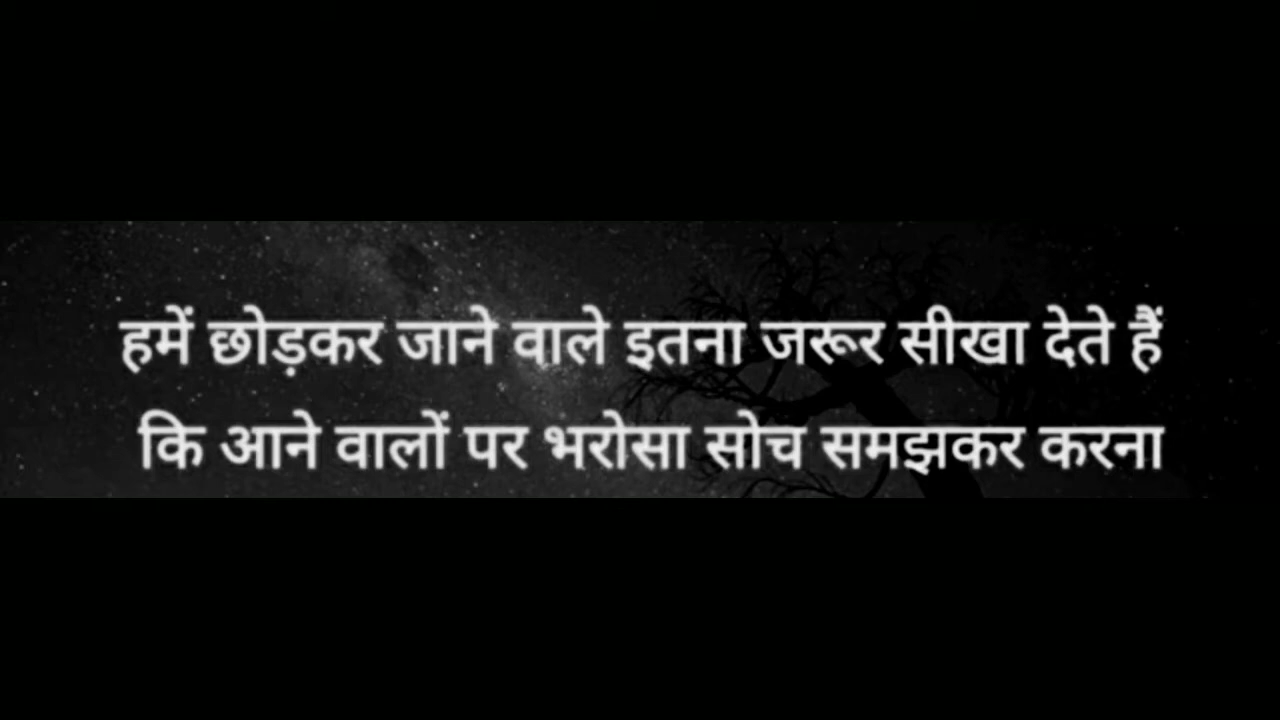 हमें छोड़कर जाने वाले इतना जरूर सीखा देते हैं
कि आने वालों पर भरोसा सोच समझकर करना